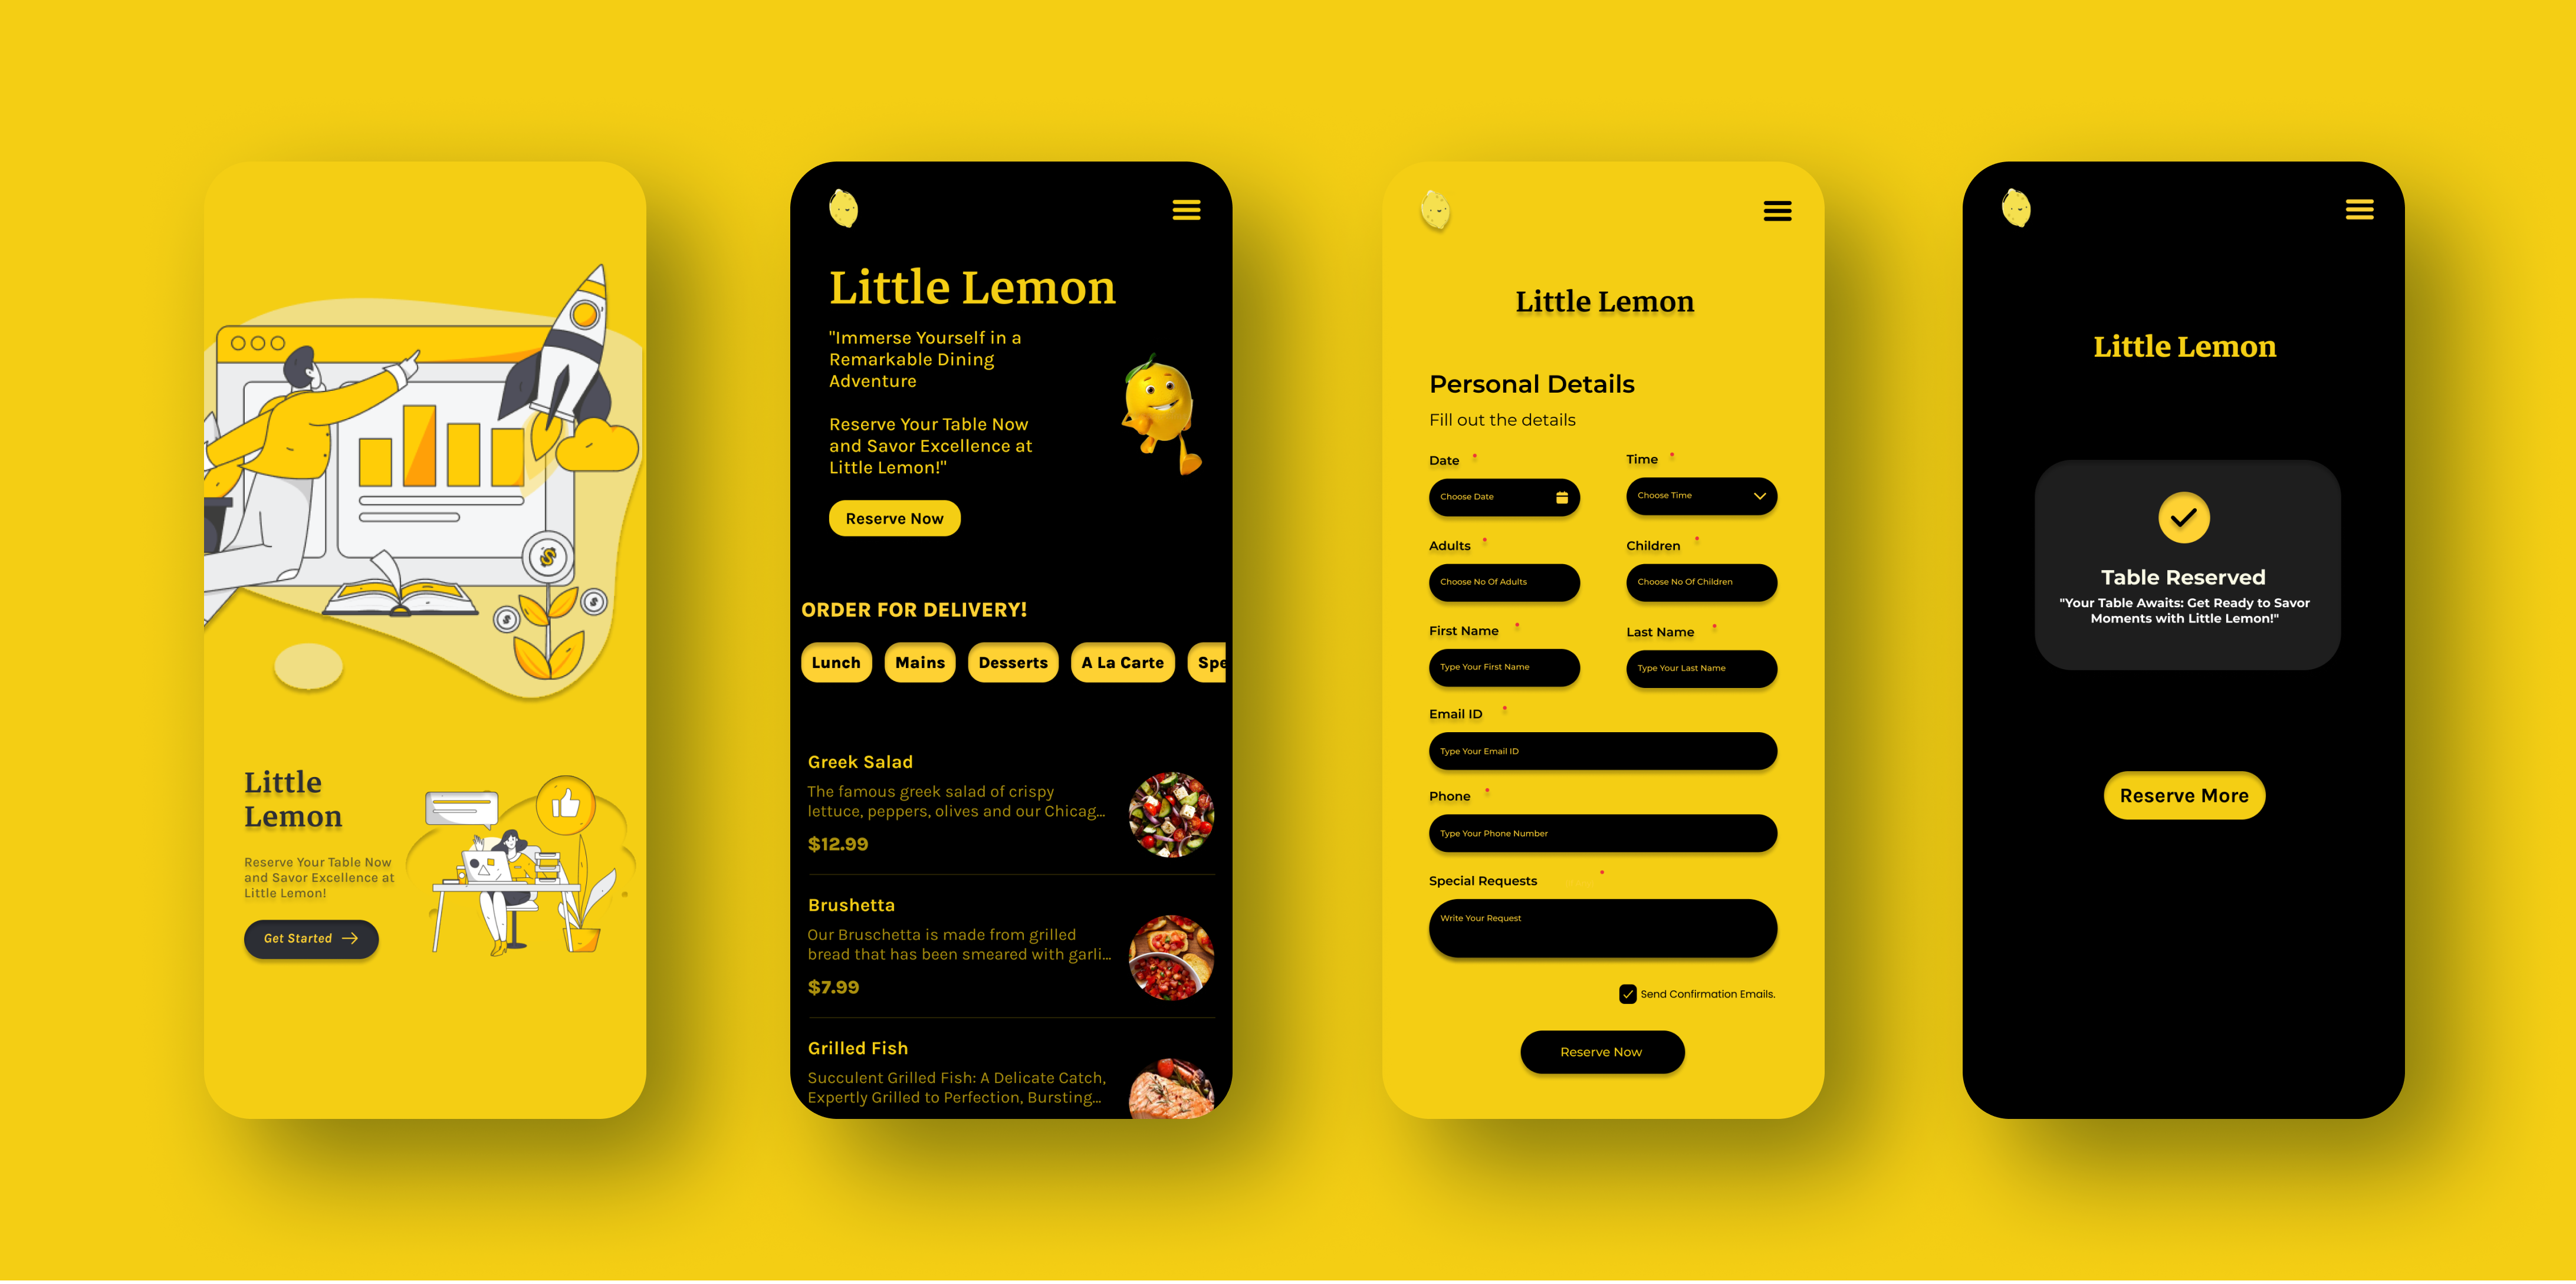 Little
Lemon
Reserve Your Table Now
and Savor Excellence at
Little Lemon!
Get Started
Little Lemon
"Immerse Yourself in a
Remarkable Dining
Adventure
Reserve Your Table Now
and Savor Excellence at
Little Lemon!"
Reserve Now
ORDER FOR DELIVERY!
Lunch Mains Desserts A La Carte Spe
Greek Salad
The famous greek salad of crispy
lettuce, peppers, olives and our Chicag...
$12.99
Brushetta
Our Bruschetta is made from grilled
bread that has been smeared with garli...
$7.99
Grilled Fish
Succulent Grilled Fish: A Delicate Catch,
Expertly Grilled to Perfection, Bursting...
Little Lemon
Personal Details
Fill out the details
Date * Time *
Choose Date Choose Time
Adults * Children *
Choose No Of Adults Choose No Of Children
First Name * Last Name *
Type Your First Name Type Your Last Name
Email ID *
Type Your Email ID
Phone *
Type Your Phone Number
Special Requests *
Write Your Request
Send Confirmation Emails.
Reserve Now
Little Lemon
Table Reserved
"Your Table Awaits: Get Ready to Savor
Moments with Little Lemon!"
Reserve More